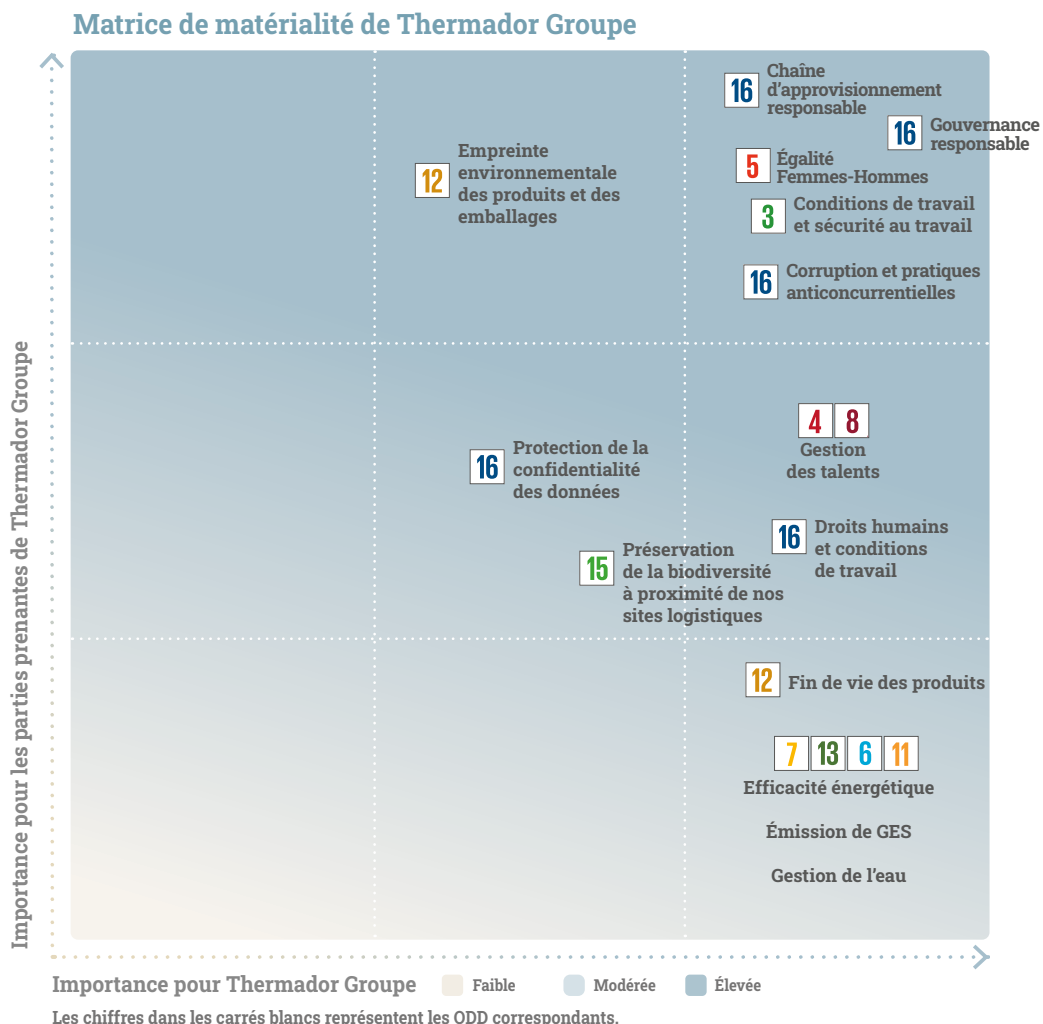 Matrice de matérialité de Thermador Groupe
16
Chaîne
d'approvisionnement
responsable
16
Gouvernance
responsable
5
Égalité
Femmes-Hommes
12
Empreinte
environnementale
des produits et des
emballages
3
Conditions de travail
et sécurité au travail
16
Corruption et pratiques
anticoncurrentielles
4 8
Gestion
des talents
16
Protection de la
confidentialité
des données
16
Droits humains
et conditions
de travail
15
Préservation
de la biodiversité
à proximité de nos
sites logistiques
12
Fin de vie des produits
7 13 6 11
Efficacité énergétique
Émission de GES
Gestion de l'eau
Importance pour les parties prenantes de Thermador Groupe
Importance pour Thermador Groupe
Faible
Modérée
Élevée
Les chiffres dans les carrés blancs représentent les ODD correspondants.